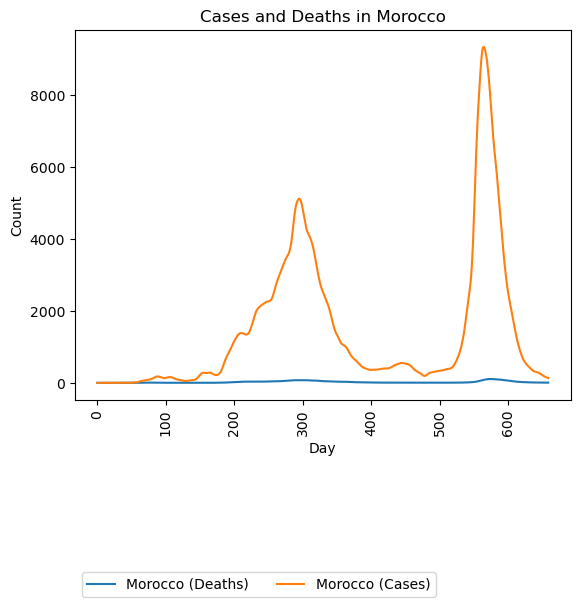 Cases and Deaths in Morocco
Count
8000
6000
4000
2000
0
0 100 200 300 400 500 600
Day
Morocco (Deaths) Morocco (Cases)